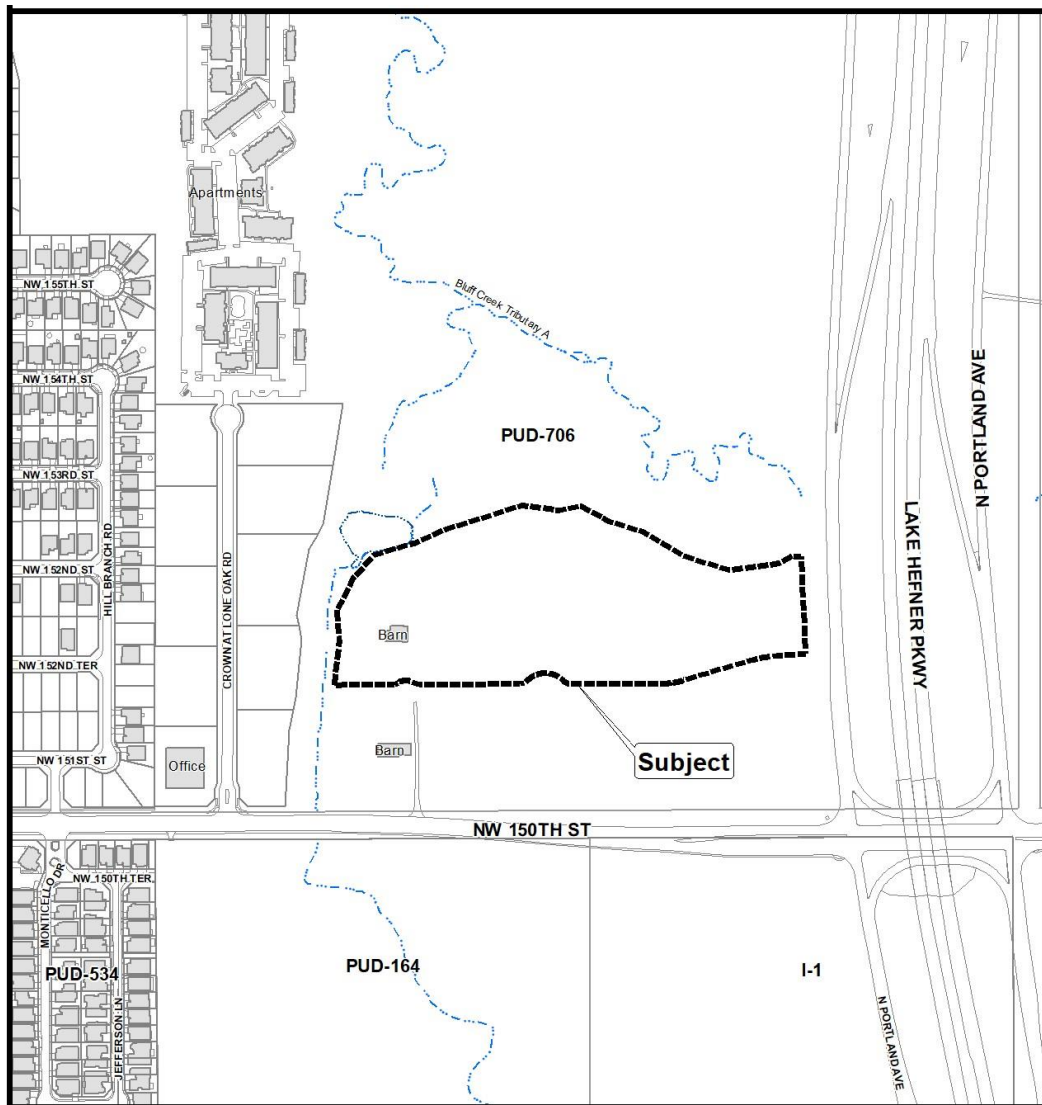 Apartments
NW 155TH ST
Bluff Creek Tributary A
NW 154TH ST
N PORTLAND AVE
PUD-706
NW 153RD ST
HILL BRANCH RD
NW 152ND ST
CROWN AT LONE OAK RD
LAKE HEFNER PKWY
Barn
NW 152ND TER
Barn
NW 151ST ST
Office
Subject
NW 150TH ST
MONTICELLO DR
NW 150TH TER
PUD-534
JEFFERSON LN
PUD-164
I-1
N PORTLAND AVE